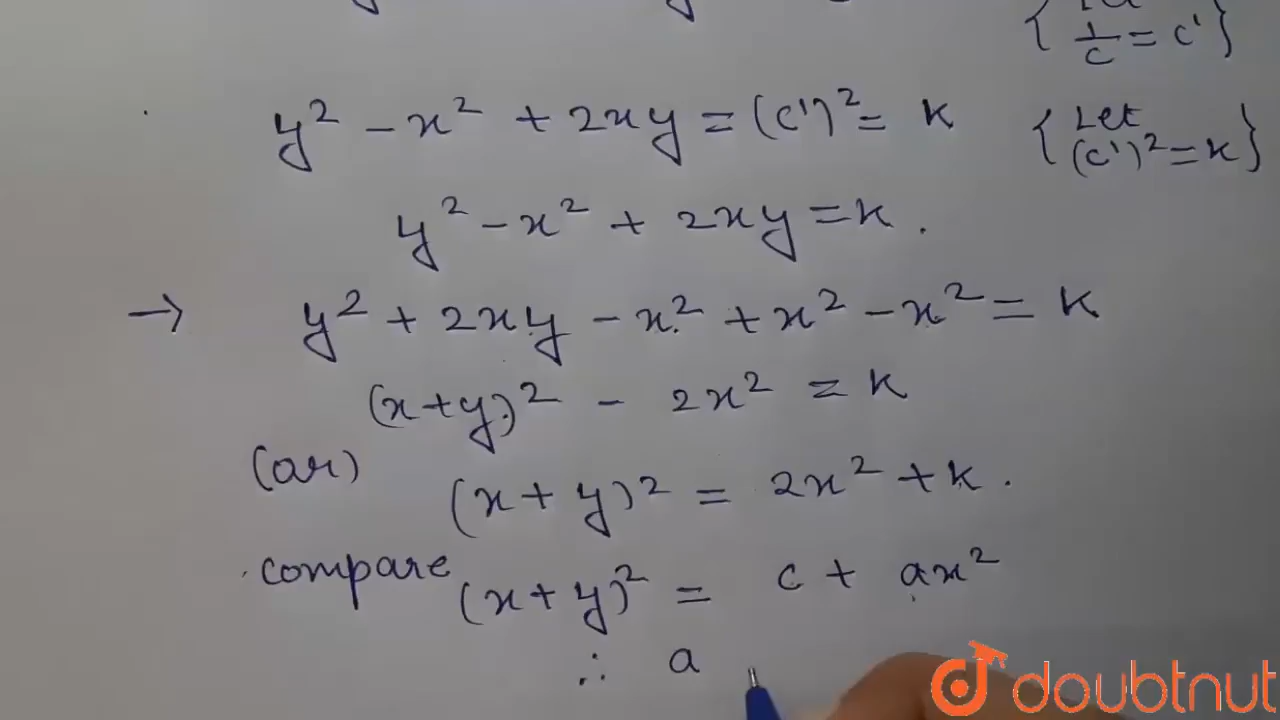 { 1/c = c' }
y² - x² + 2xy = (c')² = k { Let (c')² = k }
y² - x² + 2xy = k.
→ y² + 2xy - x² + x² - x² = k
(x+y)² - 2x² = k
(or) (x+y)² = 2x² + k.
compare (x+y)² = c + ax²
∴ a
doubtnut